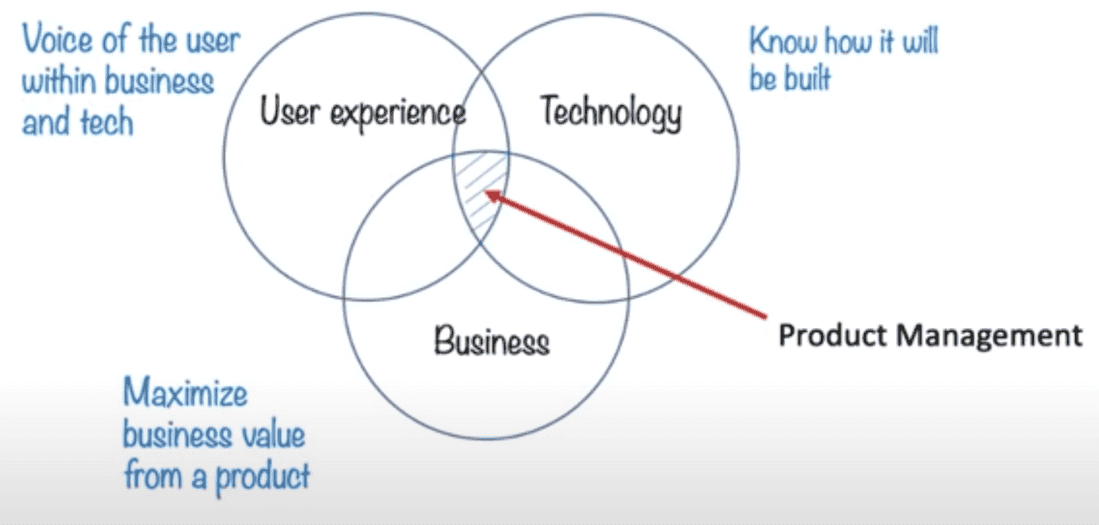 Voice of the user
within business
and tech
User experience
Technology
Know how it will
be built
Business
Product Management
Maximize
business value
from a product